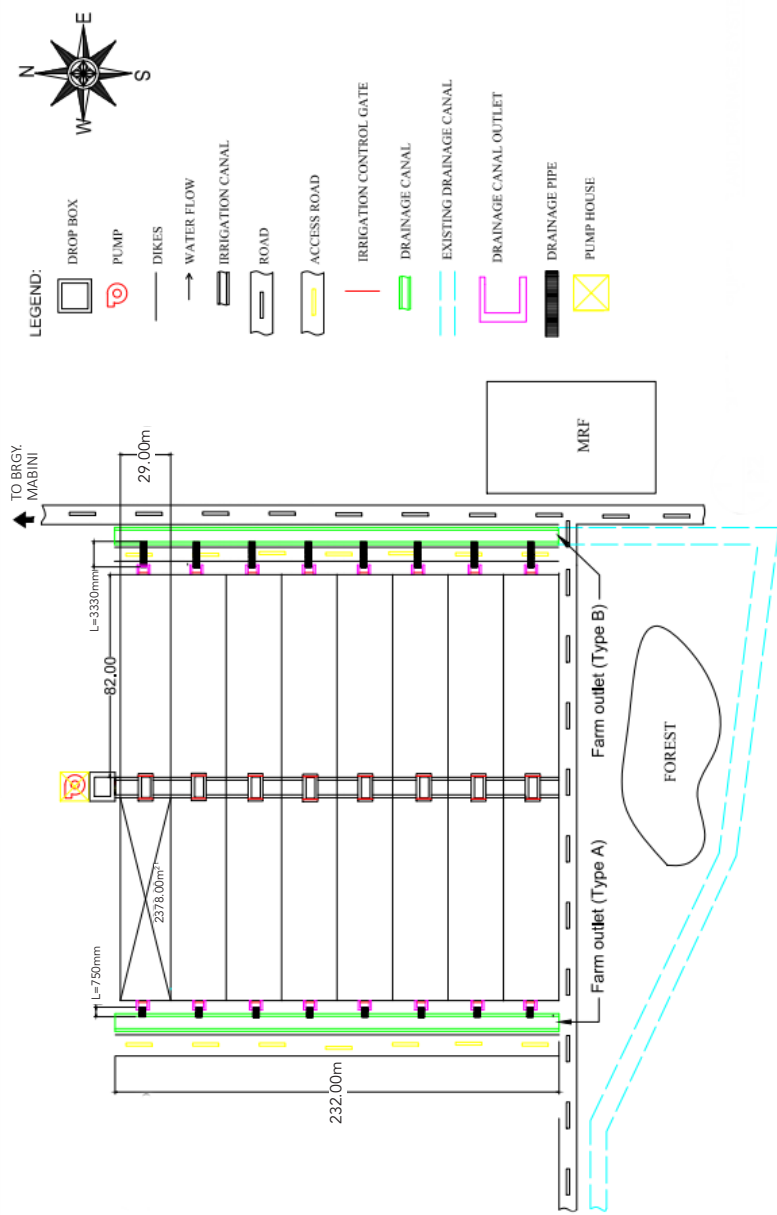 N
E
S
W
LEGEND:
DROP BOX
PUMP
DIKES
WATER FLOW
IRRIGATION CANAL
ROAD
ACCESS ROAD
IRRIGATION CONTROL GATE
DRAINAGE CANAL
EXISTING DRAINAGE CANAL
DRAINAGE CANAL OUTLET
DRAINAGE PIPE
PUMP HOUSE
TO BRGY.
MABINI
29.00m
L=3330mm
82.00
2378.00m²
L=750mm
232.00m
MRF
Farm outlet (Type B)
FOREST
Farm outlet (Type A)